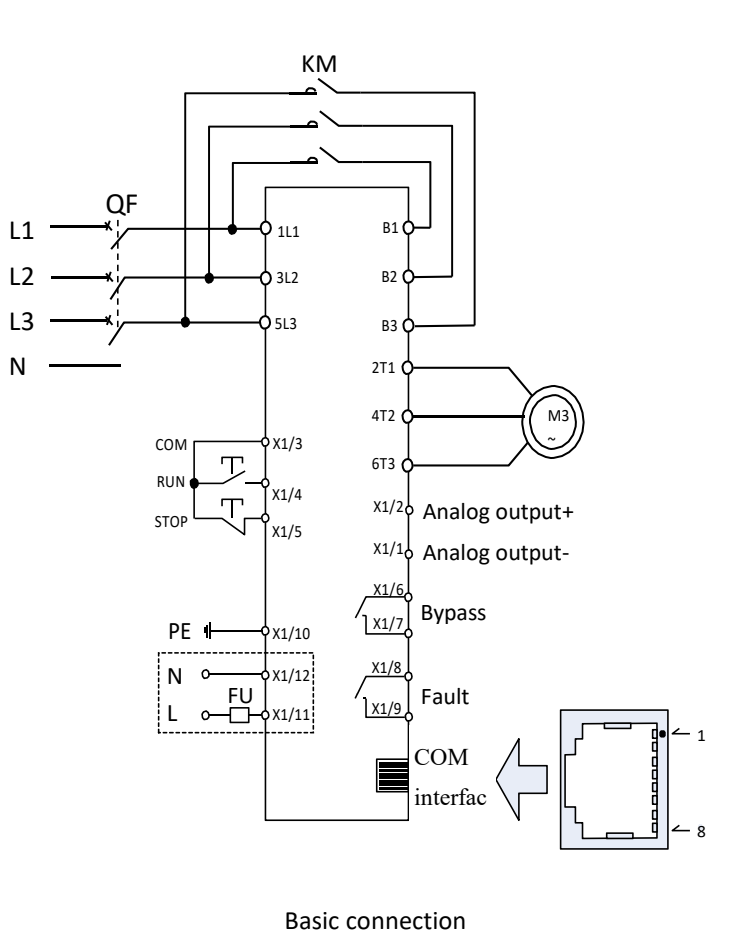 KM
QF
L1
1L1
B1
L2
3L2
B2
L3
5L3
B3
N
2T1
4T2
M3
~
6T3
COM
X1/3
RUN
X1/4
STOP
X1/5
X1/2
Analog output+
X1/1
Analog output-
X1/6
Bypass
X1/7
PE
X1/10
N
X1/12
FU
L
X1/11
X1/8
Fault
X1/9
COM
interfac
1
8
Basic connection